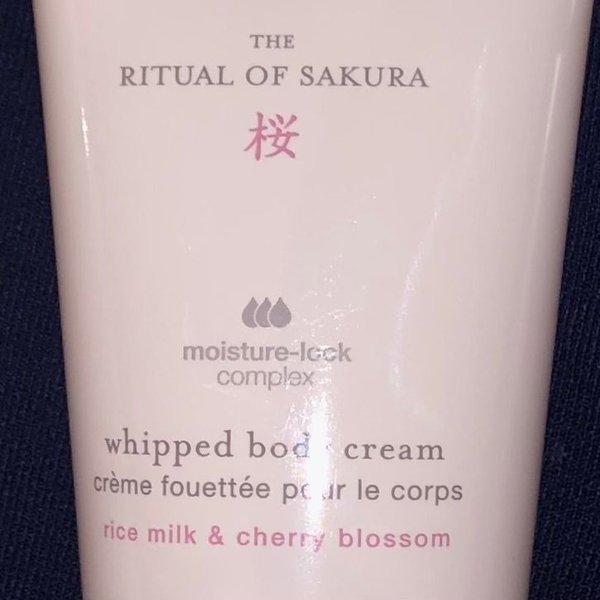 THE
RITUAL OF SAKURA
桜
moisture-lock
complex
whipped body cream
crème fouettée pour le corps
rice milk & cherry blossom